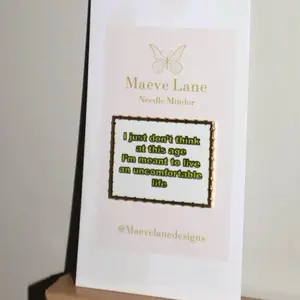 Maeve Lane
Needle Minder
I just don't think
at this age
I'm meant to live
an uncomfortable
life
@Maevelanedesigns